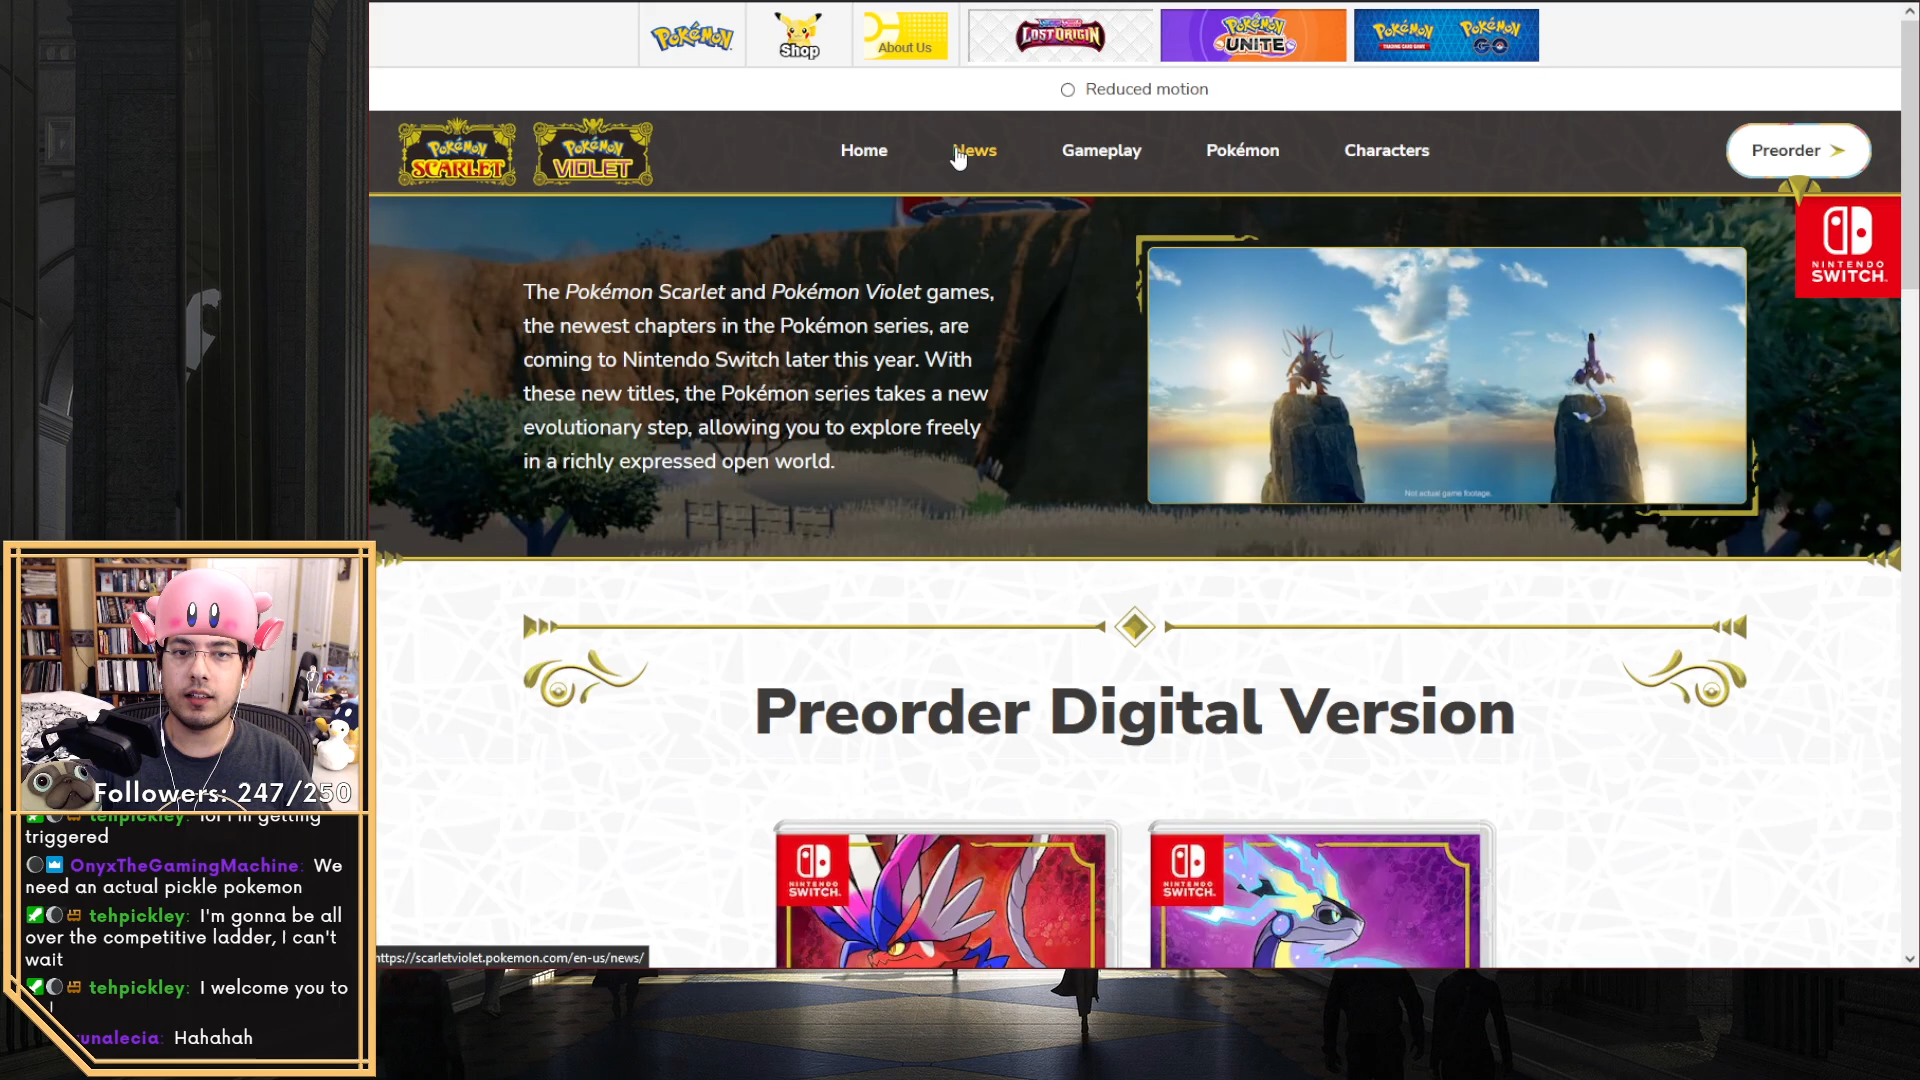 Pokémon
Shop
About Us
LOST ORIGIN
Pokémon
UNITE
Pokémon
TRADING CARD GAME
Pokémon
GO
Reduced motion
Pokémon
SCARLET
Pokémon
VIOLET
Home
News
Gameplay
Pokémon
Characters
Preorder
NINTENDO
SWITCH
The Pokémon Scarlet and Pokémon Violet games,
the newest chapters in the Pokémon series, are
coming to Nintendo Switch later this year. With
these new titles, the Pokémon series takes a new
evolutionary step, allowing you to explore freely
in a richly expressed open world.
Not actual game footage.
Preorder Digital Version
NINTENDO
SWITCH
NINTENDO
SWITCH
https://scarletviolet.pokemon.com/en-us/news/
Followers: 247/250
tehpickley: lol I'm getting
triggered
OnyxTheGamingMachine: We
need an actual pickle pokemon
tehpickley: I'm gonna be all
over the competitive ladder, I can't
wait
tehpickley: I welcome you to
unalecia: Hahahah